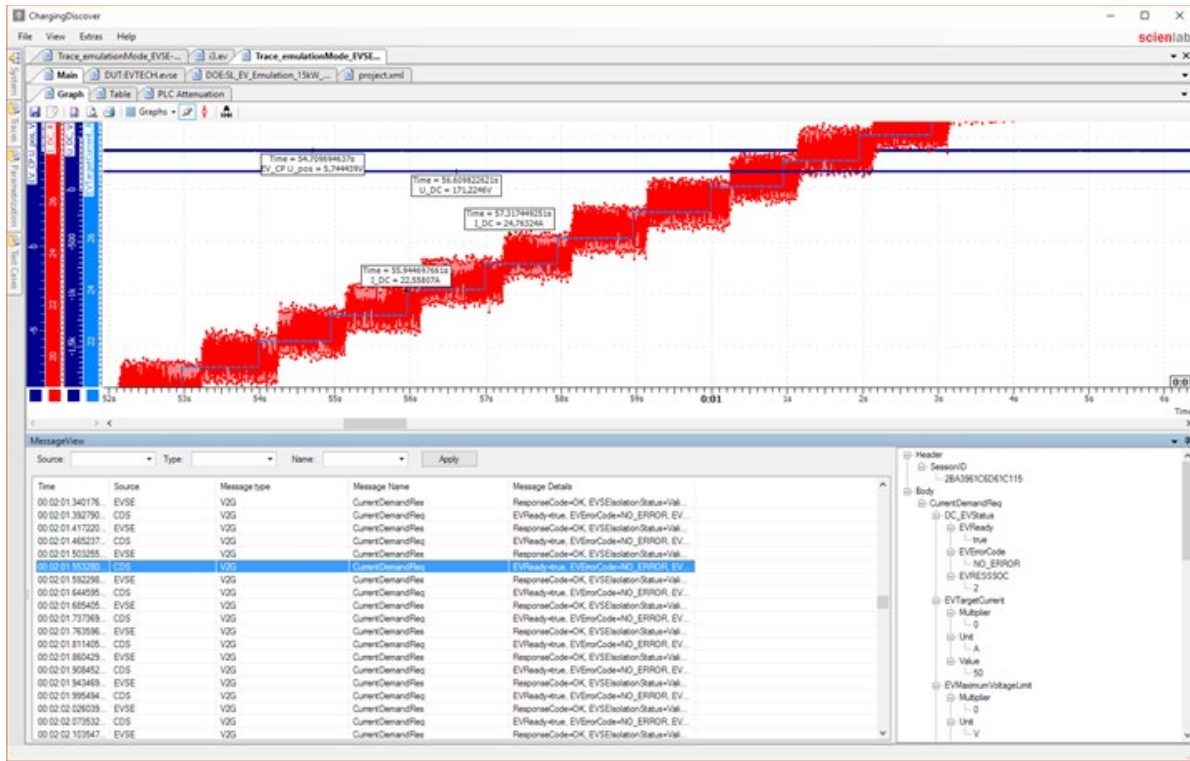 ChargingDiscover
File View Extras Help
scienlab
Trace_emulationMode_EVSE-... i3.ev Trace_emulationMode_EVSE...
Main DUT:EVTECH.evse DOE:SL_EV_Emulation_15kW_... project.xml
Graph Table PLC Attenuation
Graphs
System
Traces
Parametrization
Test Cases
Time = 54,709694637s
EV_CP U_pos = 5,744439V
Time = 56,609822621s
U_DC = 171,2246V
Time = 57,317449251s
I_DC = 24,76324A
Time = 55,944697661s
I_DC = 22,55807A
52s 53s 54s 55s 56s 57s 58s 59s 0:01 1s 2s 3s 4s 5s 6s
Time
MessageView
Source: Type: Name: Apply
Time Source Message type Message Name Message Details
00:02:01.340176... EVSE V2G CurrentDemandRes ResponseCode=OK, EVSEIsolationStatus=Vali...
00:02:01.392790... CDS V2G CurrentDemandReq EVReady=true, EVErrorCode=NO_ERROR, EV...
00:02:01.417220... EVSE V2G CurrentDemandRes ResponseCode=OK, EVSEIsolationStatus=Vali...
00:02:01.465237... CDS V2G CurrentDemandReq EVReady=true, EVErrorCode=NO_ERROR, EV...
00:02:01.503255... EVSE V2G CurrentDemandRes ResponseCode=OK, EVSEIsolationStatus=Vali...
00:02:01.553280... CDS V2G CurrentDemandReq EVReady=true, EVErrorCode=NO_ERROR, EV...
00:02:01.592298... EVSE V2G CurrentDemandRes ResponseCode=OK, EVSEIsolationStatus=Vali...
00:02:01.644595... CDS V2G CurrentDemandReq EVReady=true, EVErrorCode=NO_ERROR, EV...
00:02:01.685405... EVSE V2G CurrentDemandRes ResponseCode=OK, EVSEIsolationStatus=Vali...
00:02:01.737369... CDS V2G CurrentDemandReq EVReady=true, EVErrorCode=NO_ERROR, EV...
00:02:01.763596... EVSE V2G CurrentDemandRes ResponseCode=OK, EVSEIsolationStatus=Vali...
00:02:01.811405... CDS V2G CurrentDemandReq EVReady=true, EVErrorCode=NO_ERROR, EV...
00:02:01.860429... EVSE V2G CurrentDemandRes ResponseCode=OK, EVSEIsolationStatus=Vali...
00:02:01.908452... CDS V2G CurrentDemandReq EVReady=true, EVErrorCode=NO_ERROR, EV...
00:02:01.943469... EVSE V2G CurrentDemandRes ResponseCode=OK, EVSEIsolationStatus=Vali...
00:02:01.995494... CDS V2G CurrentDemandReq EVReady=true, EVErrorCode=NO_ERROR, EV...
00:02:02.026039... EVSE V2G CurrentDemandRes ResponseCode=OK, EVSEIsolationStatus=Vali...
00:02:02.073532... CDS V2G CurrentDemandReq EVReady=true, EVErrorCode=NO_ERROR, EV...
00:02:02.103547... EVSE V2G CurrentDemandRes ResponseCode=OK, EVSEIsolationStatus=Vali...
Header
SessionID
2BA3961C6D61C115
Body
CurrentDemandReq
DC_EVStatus
EVReady
true
EVErrorCode
NO_ERROR
EVRESSSOC
2
EVTargetCurrent
Multiplier
0
Unit
A
Value
50
EVMaximumVoltageLimit
Multiplier
0
Unit
V